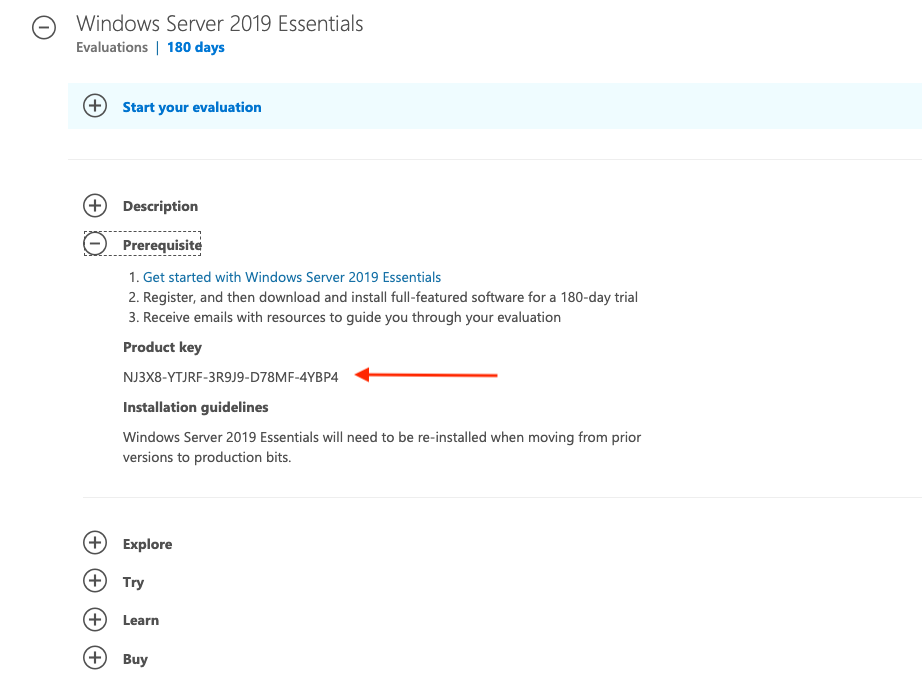 Windows Server 2019 Essentials
Evaluations | 180 days
Start your evaluation
Description
Prerequisite
1. Get started with Windows Server 2019 Essentials
2. Register, and then download and install full-featured software for a 180-day trial
3. Receive emails with resources to guide you through your evaluation
Product key
NJ3X8-YTJRF-3R9J9-D78MF-4YBP4
Installation guidelines
Windows Server 2019 Essentials will need to be re-installed when moving from prior
versions to production bits.
Explore
Try
Learn
Buy